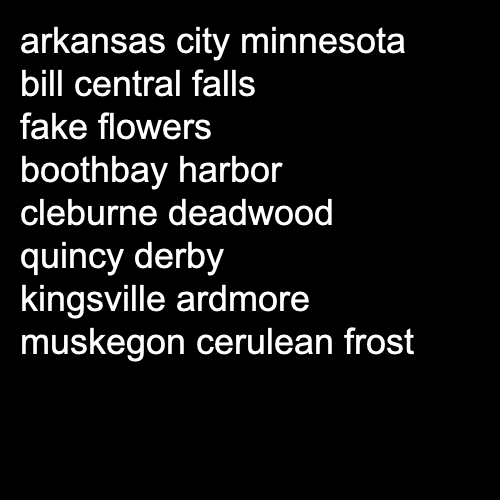 arkansas city minnesota
bill central falls
fake flowers
boothbay harbor
cleburne deadwood
quincy derby
kingsville ardmore
muskegon cerulean frost